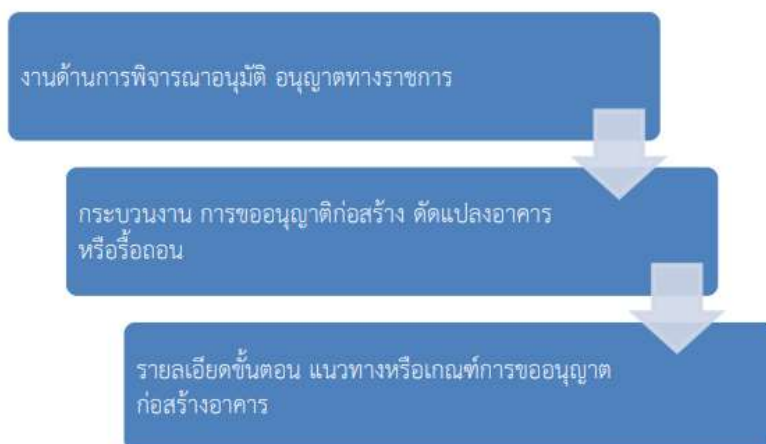 งานด้านการพิจารณาอนุมัติ อนุญาตทางราชการ
กระบวนงาน การขออนุญาติก่อสร้าง ดัดแปลงอาคาร
หรือรื้อถอน
รายลเอียดขั้นตอน แนวทางหรือเกณฑ์การขออนุญาต
ก่อสร้างอาคาร